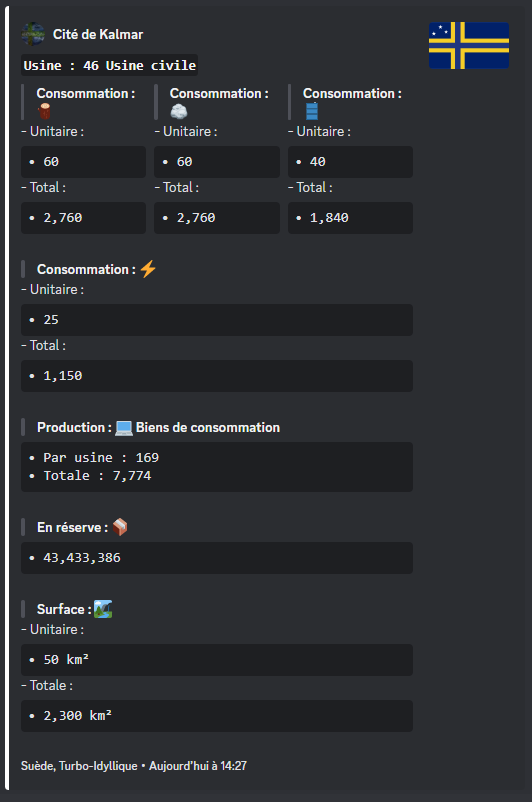 Cité de Kalmar
Usine : 46 Usine civile
Consommation : Consommation : Consommation :
- Unitaire : - Unitaire : - Unitaire :
• 60 • 60 • 40
- Total : - Total : - Total :
• 2,760 • 2,760 • 1,840
Consommation :
- Unitaire :
• 25
- Total :
• 1,150
Production : Biens de consommation
• Par usine : 169
• Totale : 7,774
En réserve :
• 43,433,386
Surface :
- Unitaire :
• 50 km²
- Totale :
• 2,300 km²
Suède, Turbo-Idyllique • Aujourd'hui à 14:27